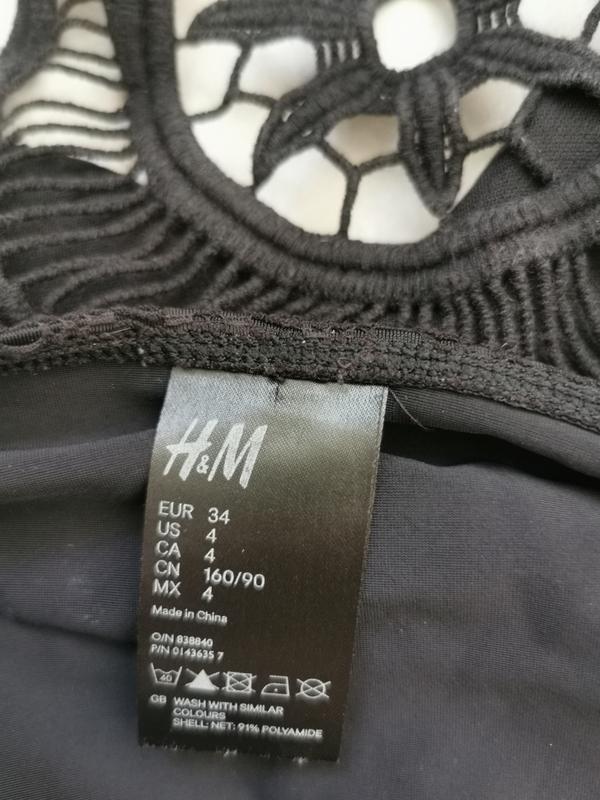 H&M
EUR 34
US 4
CA 4
CN 160/90
MX 4
Made in China
O/N 838840
P/N 0143635 7
40
GB WASH WITH SIMILAR
COLOURS
SHELL: NET: 91% POLYAMIDE